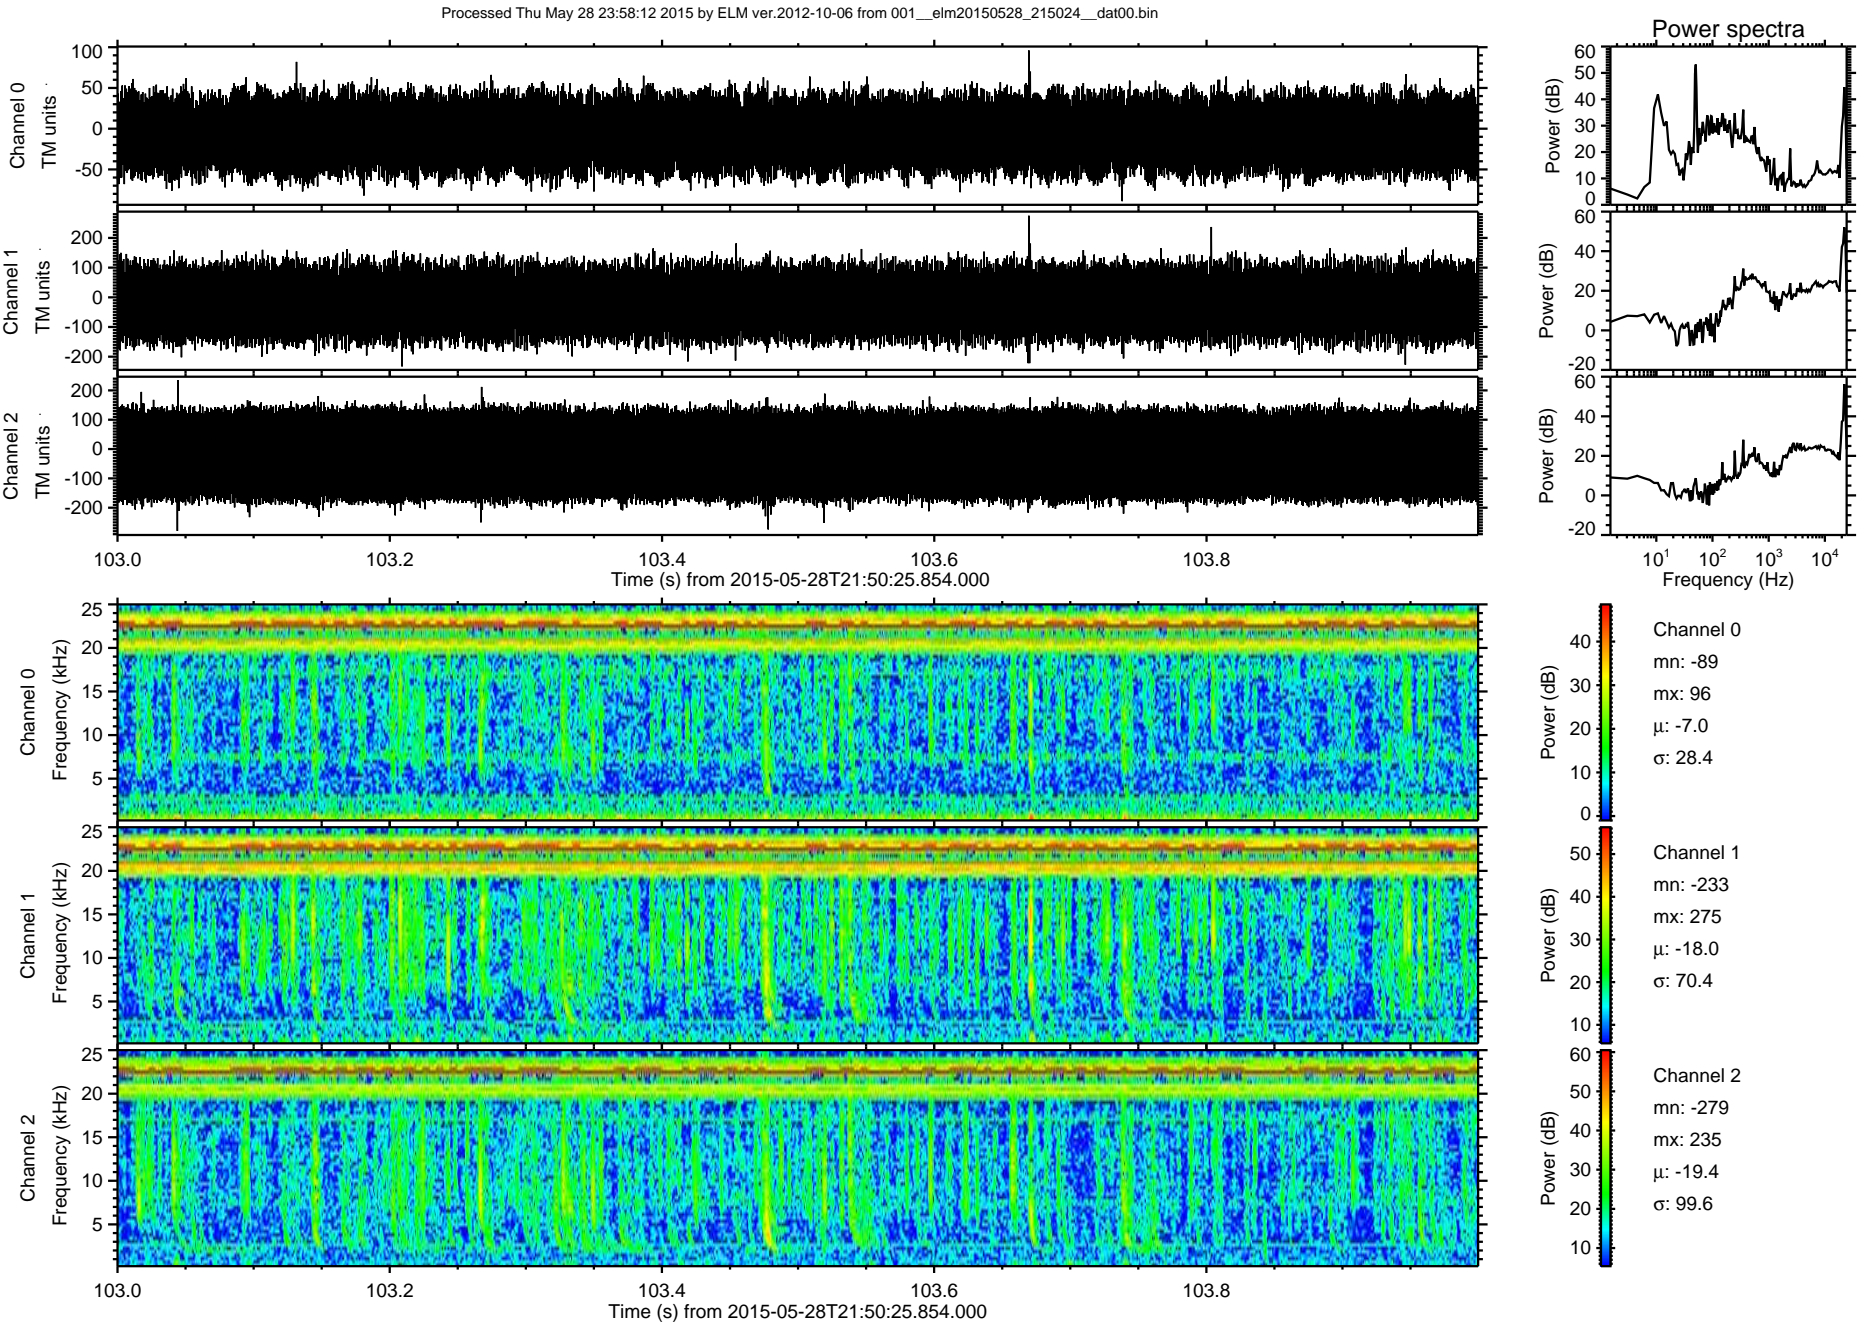 Processed Thu May 28 23:58:12 2015 by ELM ver.2012-10-06 from 001__elm20150528_215024__dat00.bin
Power spectra
Channel 0
TM units
100
50
0
-50
Power (dB)
60
50
40
30
20
10
0
Channel 1
TM units
200
100
0
-100
-200
Power (dB)
60
40
20
0
-20
Channel 2
TM units
200
100
0
-100
-200
Power (dB)
60
40
20
0
-20
103.0 103.2 103.4 103.6 103.8
Time (s) from 2015-05-28T21:50:25.854.000
10^1 10^2 10^3 10^4
Frequency (Hz)
Channel 0
Frequency (kHz)
25
20
15
10
5
Power (dB)
40
30
20
10
0
Channel 0
mn: -89
mx: 96
µ: -7.0
σ: 28.4
Channel 1
Frequency (kHz)
25
20
15
10
5
Power (dB)
50
40
30
20
10
Channel 1
mn: -233
mx: 275
µ: -18.0
σ: 70.4
Channel 2
Frequency (kHz)
25
20
15
10
5
Power (dB)
60
50
40
30
20
10
Channel 2
mn: -279
mx: 235
µ: -19.4
σ: 99.6
103.0 103.2 103.4 103.6 103.8
Time (s) from 2015-05-28T21:50:25.854.000